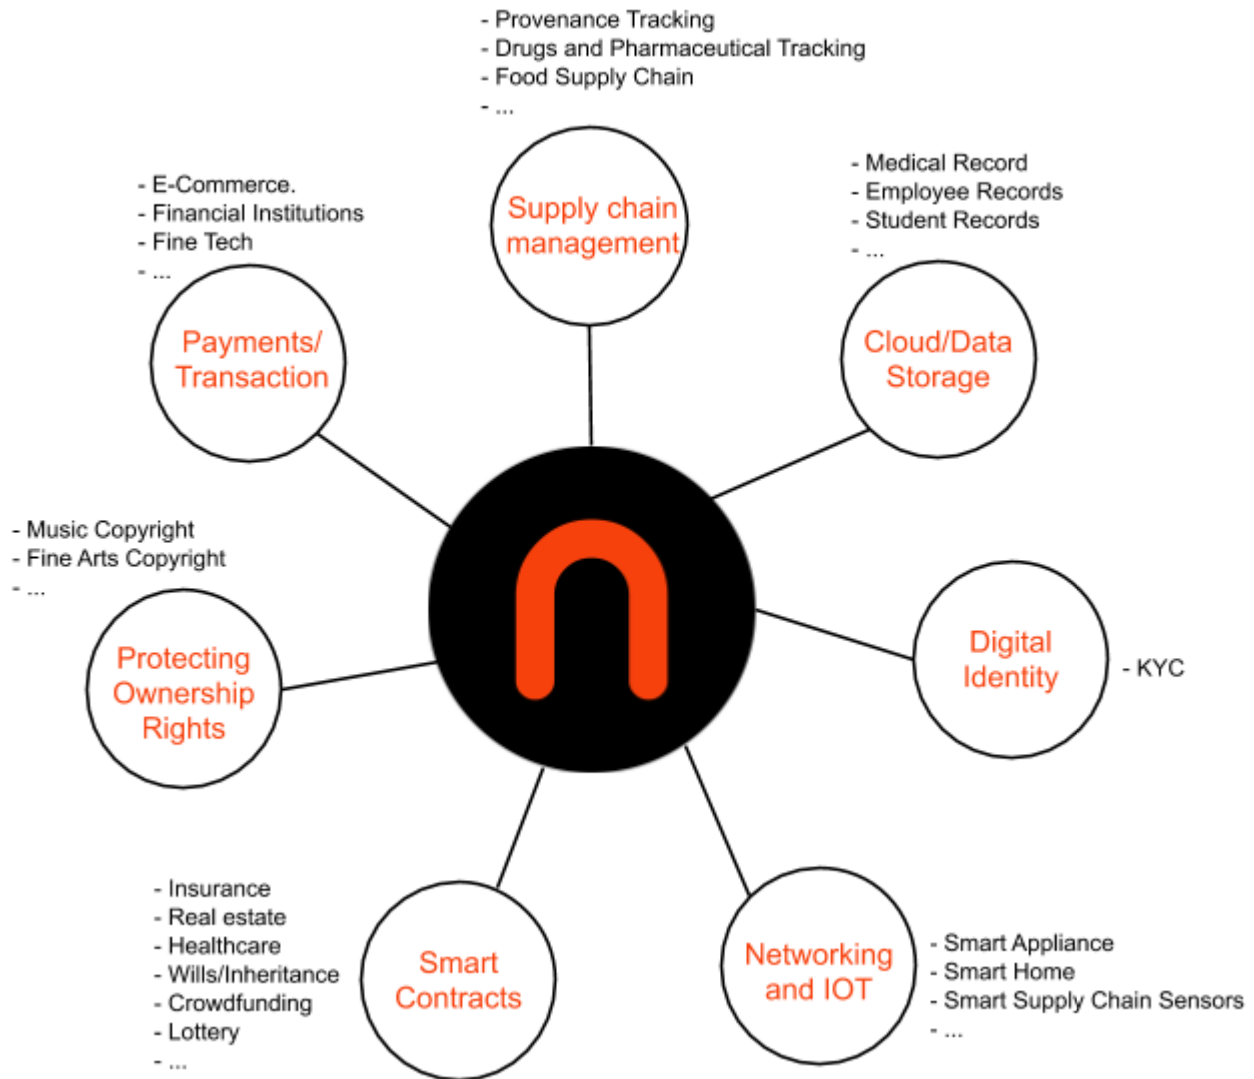 - Provenance Tracking
- Drugs and Pharmaceutical Tracking
- Food Supply Chain
- ...
Supply chain
management
- Medical Record
- Employee Records
- Student Records
- ...
Cloud/Data
Storage
- E-Commerce.
- Financial Institutions
- Fine Tech
- ...
Payments/
Transaction
- Music Copyright
- Fine Arts Copyright
- ...
Protecting
Ownership
Rights
Digital
Identity
- KYC
- Insurance
- Real estate
- Healthcare
- Wills/Inheritance
- Crowdfunding
- Lottery
- ...
Smart
Contracts
Networking
and IOT
- Smart Appliance
- Smart Home
- Smart Supply Chain Sensors
- ...